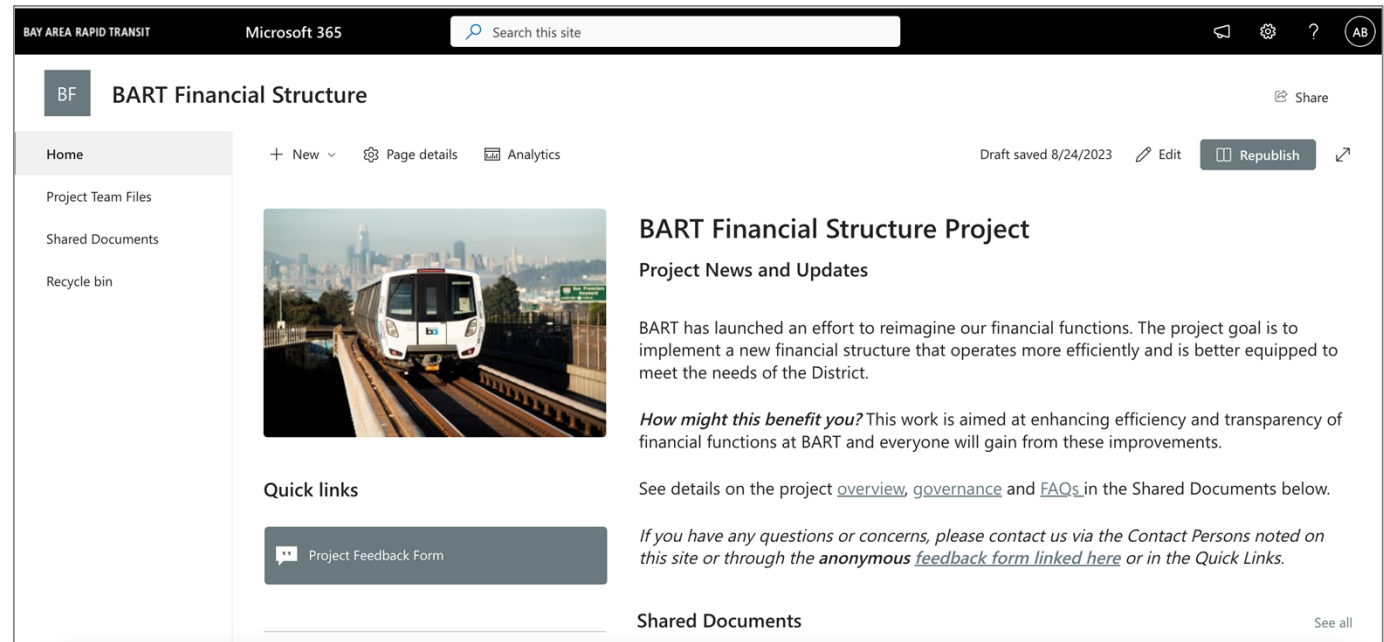 BAY AREA RAPID TRANSIT
Microsoft 365
Search this site
?
AB
BF
BART Financial Structure
Share
Home
Project Team Files
Shared Documents
Recycle bin
+ New
Page details
Analytics
Draft saved 8/24/2023
Edit
Republish
ba
BART Financial Structure Project
Project News and Updates
BART has launched an effort to reimagine our financial functions. The project goal is to
implement a new financial structure that operates more efficiently and is better equipped to
meet the needs of the District.
How might this benefit you? This work is aimed at enhancing efficiency and transparency of
financial functions at BART and everyone will gain from these improvements.
See details on the project overview, governance and FAQs in the Shared Documents below.
If you have any questions or concerns, please contact us via the Contact Persons noted on
this site or through the anonymous feedback form linked here or in the Quick Links.
Quick links
Project Feedback Form
Shared Documents
See all